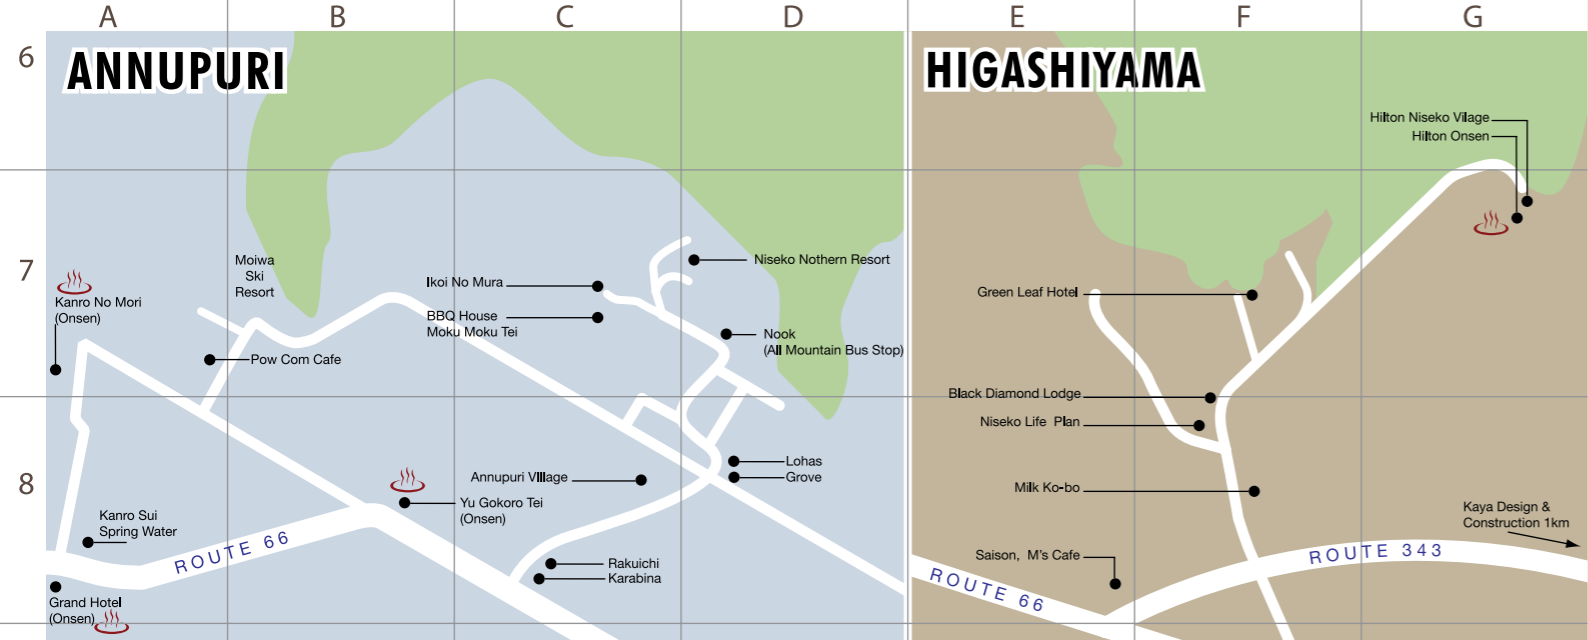 A B C D E F G
6
ANNUPURI
HIGASHIYAMA
Hilton Niseko Vilage
Hilton Onsen
7
Moiwa
Ski
Resort
Kanro No Mori
(Onsen)
Pow Com Cafe
Ikoi No Mura
BBQ House
Moku Moku Tei
Niseko Nothern Resort
Nook
(All Mountain Bus Stop)
Green Leaf Hotel
Black Diamond Lodge
Niseko Life Plan
8
Kanro Sui
Spring Water
ROUTE 66
Grand Hotel
(Onsen)
Annupuri VIllage
Yu Gokoro Tei
(Onsen)
Lohas
Grove
Rakuichi
Karabina
Milk Ko-bo
Saison, M's Cafe
ROUTE 66
ROUTE 343
Kaya Design &
Construction 1km